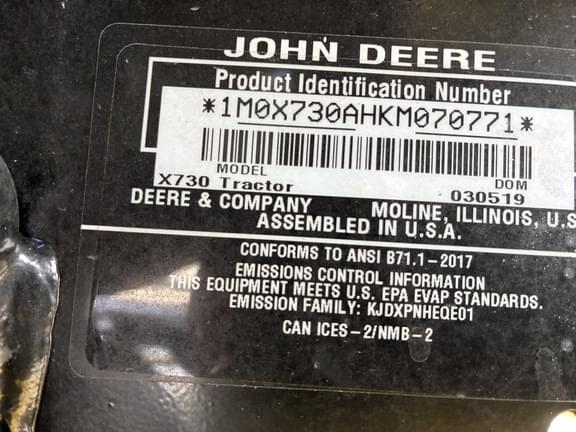 JOHN DEERE
Product Identification Number
*1M0X730AHKM070771*
MODEL DOM
X730 Tractor 030519
DEERE & COMPANY MOLINE, ILLINOIS, U.S
ASSEMBLED IN U.S.A.
CONFORMS TO ANSI B71.1-2017
EMISSIONS CONTROL INFORMATION
THIS EQUIPMENT MEETS U.S. EPA EVAP STANDARDS.
EMISSION FAMILY: KJDXPNHEQE01
CAN ICES-2/NMB-2